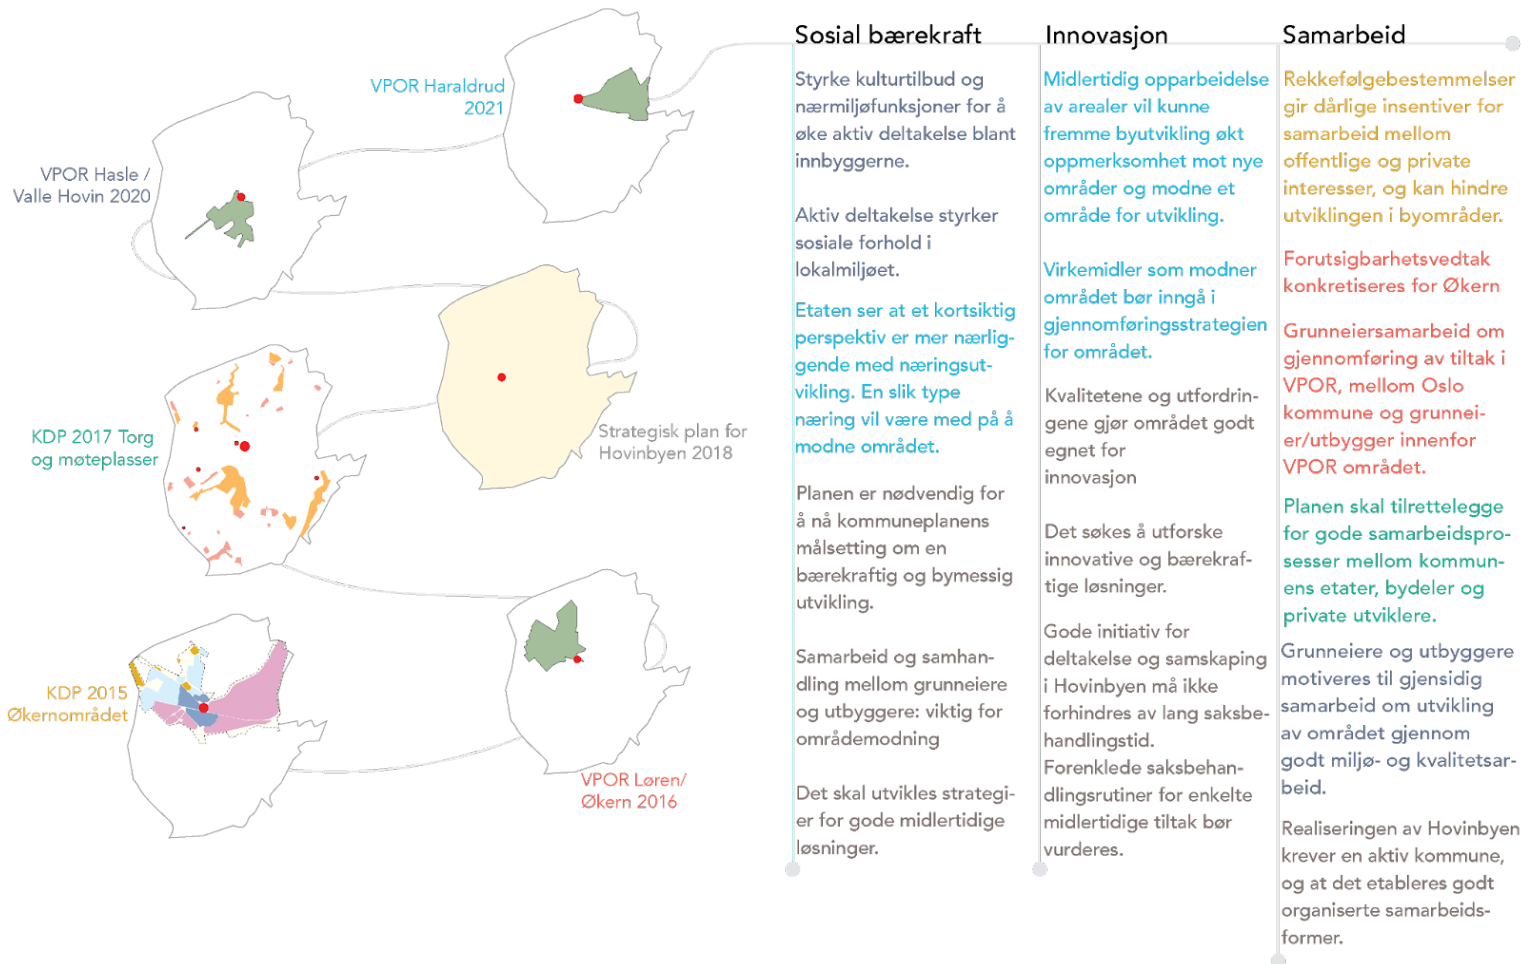 VPOR Haraldrud
2021
VPOR Hasle /
Valle Hovin 2020
Strategisk plan for
Hovinbyen 2018
KDP 2017 Torg
og møteplasser
KDP 2015
Økernområdet
VPOR Løren/
Økern 2016
Sosial bærekraft
Styrke kulturtilbud og
nærmiljøfunksjoner for å
øke aktiv deltakelse blant
innbyggerne.
Aktiv deltakelse styrker
sosiale forhold i
lokalmiljøet.
Etaten ser at et kortsiktig
perspektiv er mer nærlig-
gende med næringsut-
vikling. En slik type
næring vil være med på å
modne området.
Planen er nødvendig for
å nå kommuneplanens
målsetting om en
bærekraftig og bymessig
utvikling.
Samarbeid og samhan-
dling mellom grunneiere
og utbyggere: viktig for
områdemodning
Det skal utvikles strategi-
er for gode midlertidige
løsninger.
Innovasjon
Midlertidig opparbeidelse
av arealer vil kunne
fremme byutvikling økt
oppmerksomhet mot nye
områder og modne et
område for utvikling.
Virkemidler som modner
området bør inngå i
gjennomføringsstrategien
for området.
Kvalitetene og utfordrin-
gene gjør området godt
egnet for
innovasjon
Det søkes å utforske
innovative og bærekraf-
tige løsninger.
Gode initiativ for
deltakelse og samskaping
i Hovinbyen må ikke
forhindres av lang saksbe-
handlingstid.
Forenklede saksbehan-
dlingsrutiner for enkelte
midlertidige tiltak bør
vurderes.
Samarbeid
Rekkefølgebestemmelser
gir dårlige insentiver for
samarbeid mellom
offentlige og private
interesser, og kan hindre
utviklingen i byområder.
Forutsigbarhetsvedtak
konkretiseres for Økern
Grunneiersamarbeid om
gjennomføring av tiltak i
VPOR, mellom Oslo
kommune og grunnei-
er/utbygger innenfor
VPOR området.
Planen skal tilrettelegge
for gode samarbeidspro-
sesser mellom kommun-
ens etater, bydeler og
private utviklere.
Grunneiere og utbyggere
motiveres til gjensidig
samarbeid om utvikling
av området gjennom
godt miljø- og kvalitetsar-
beid.
Realiseringen av Hovinbyen
krever en aktiv kommune,
og at det etableres godt
organiserte samarbeids-
former.